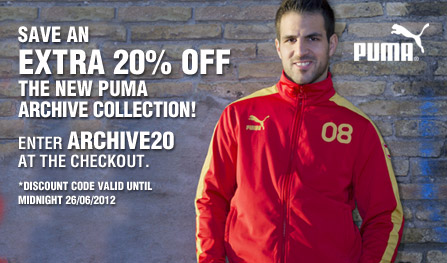 SAVE AN
EXTRA 20% OFF
THE NEW PUMA
ARCHIVE COLLECTION!
ENTER ARCHIVE20
AT THE CHECKOUT.
*DISCOUNT CODE VALID UNTIL
MIDNIGHT 26/06/2012
PUMA®
PUMA
08